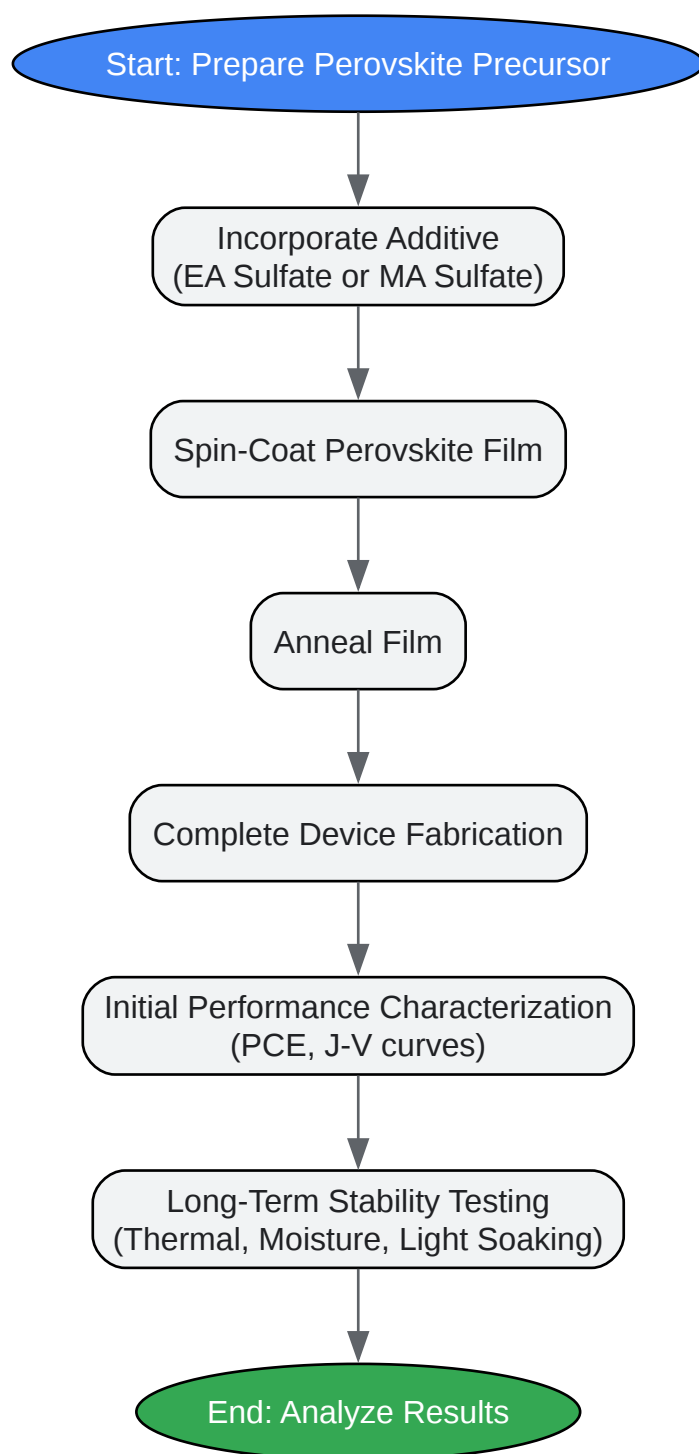 Start: Prepare Perovskite Precursor
Incorporate Additive
(EA Sulfate or MA Sulfate)
Spin-Coat Perovskite Film
Anneal Film
Complete Device Fabrication
Initial Performance Characterization
(PCE, J-V curves)
Long-Term Stability Testing
(Thermal, Moisture, Light Soaking)
End: Analyze Results